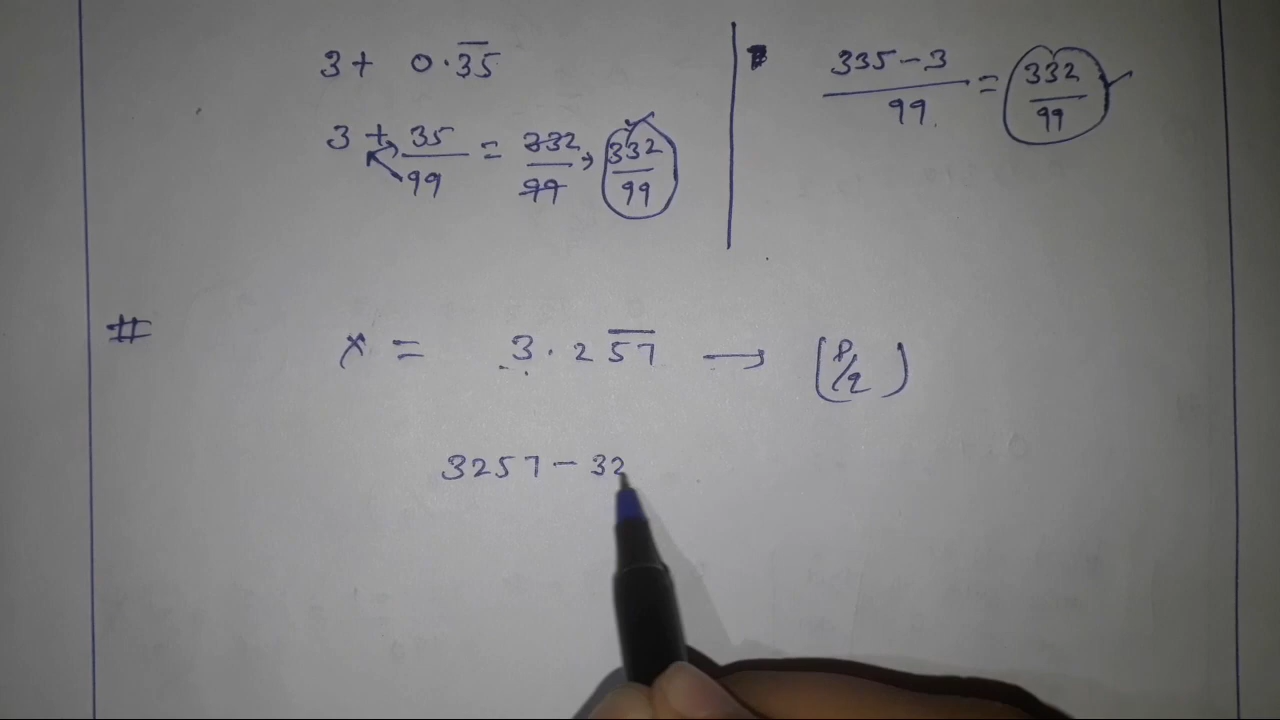 3 + 0.3̅5̅
3 + 35/99 = 332/99 → 332/99
335 - 3 / 99 = 332/99
#
x = 3.25̅7̅ → (p/q)
3257 - 32